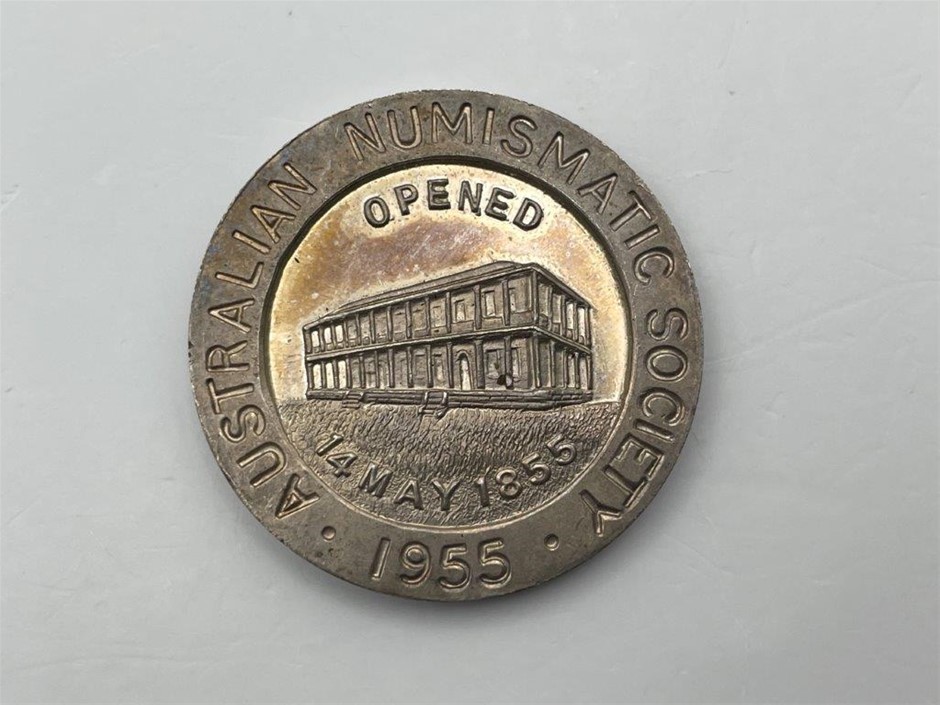 AUSTRALIAN NUMISMATIC SOCIETY
OPENED
14 MAY 1855
• 1955 •